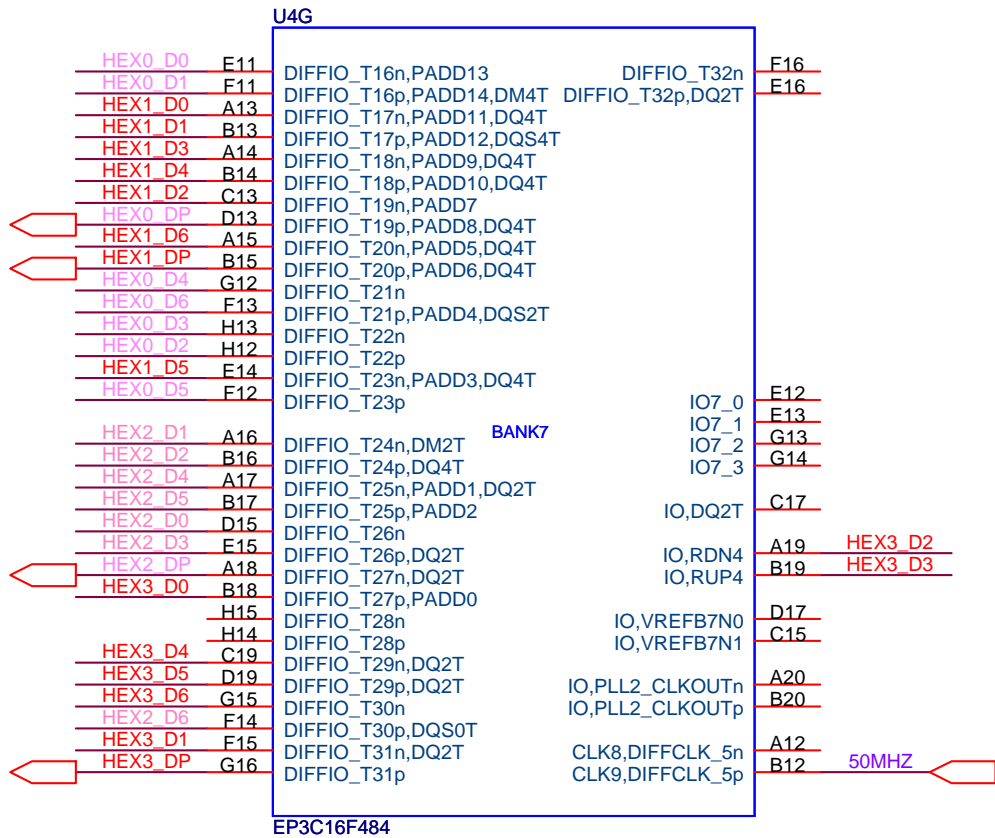 U4G
HEX0_D0 E11 DIFFIO_T16n,PADD13 DIFFIO_T32n F16
HEX0_D1 F11 DIFFIO_T16p,PADD14,DM4T DIFFIO_T32p,DQ2T E16
HEX1_D0 A13 DIFFIO_T17n,PADD11,DQ4T
HEX1_D1 B13 DIFFIO_T17p,PADD12,DQS4T
HEX1_D3 A14 DIFFIO_T18n,PADD9,DQ4T
HEX1_D4 B14 DIFFIO_T18p,PADD10,DQ4T
HEX1_D2 C13 DIFFIO_T19n,PADD7
HEX0_DP D13 DIFFIO_T19p,PADD8,DQ4T
HEX1_D6 A15 DIFFIO_T20n,PADD5,DQ4T
HEX1_DP B15 DIFFIO_T20p,PADD6,DQ4T
HEX0_D4 G12 DIFFIO_T21n
HEX0_D6 F13 DIFFIO_T21p,PADD4,DQS2T
HEX0_D3 H13 DIFFIO_T22n
HEX0_D2 H12 DIFFIO_T22p
HEX1_D5 E14 DIFFIO_T23n,PADD3,DQ4T
HEX0_D5 F12 DIFFIO_T23p IO7_0 E12
IO7_1 E13
BANK7
HEX2_D1 A16 DIFFIO_T24n,DM2T IO7_2 G13
HEX2_D2 B16 DIFFIO_T24p,DQ4T IO7_3 G14
HEX2_D4 A17 DIFFIO_T25n,PADD1,DQ2T
HEX2_D5 B17 DIFFIO_T25p,PADD2 IO,DQ2T C17
HEX2_D0 D15 DIFFIO_T26n
HEX2_D3 E15 DIFFIO_T26p,DQ2T IO,RDN4 A19 HEX3_D2
HEX2_DP A18 DIFFIO_T27n,DQ2T IO,RUP4 B19 HEX3_D3
HEX3_D0 B18 DIFFIO_T27p,PADD0
H15 DIFFIO_T28n IO,VREFB7N0 D17
H14 DIFFIO_T28p IO,VREFB7N1 C15
HEX3_D4 C19 DIFFIO_T29n,DQ2T
HEX3_D5 D19 DIFFIO_T29p,DQ2T IO,PLL2_CLKOUTn A20
HEX3_D6 G15 DIFFIO_T30n IO,PLL2_CLKOUTp B20
HEX2_D6 F14 DIFFIO_T30p,DQS0T
HEX3_D1 F15 DIFFIO_T31n,DQ2T CLK8,DIFFCLK_5n A12
HEX3_DP G16 DIFFIO_T31p CLK9,DIFFCLK_5p B12 50MHZ
EP3C16F484